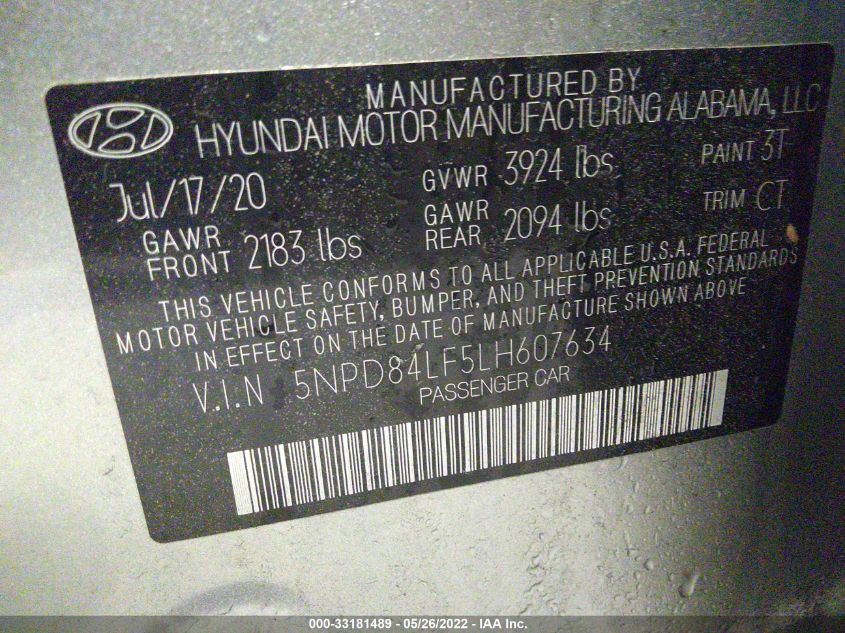 MANUFACTURED BY
HYUNDAI MOTOR MANUFACTURING ALABAMA, LLC
Jul/17/20 GVWR 3924 lbs PAINT 3T
GAWR FRONT 2183 lbs GAWR REAR 2094 lbs TRIM CT
THIS VEHICLE CONFORMS TO ALL APPLICABLE U.S.A. FEDERAL
MOTOR VEHICLE SAFETY, BUMPER, AND THEFT PREVENTION STANDARDS
IN EFFECT ON THE DATE OF MANUFACTURE SHOWN ABOVE
V.I.N 5NPD84LF5LH607634
PASSENGER CAR
000-33181489 - 05/26/2022 - IAA Inc.